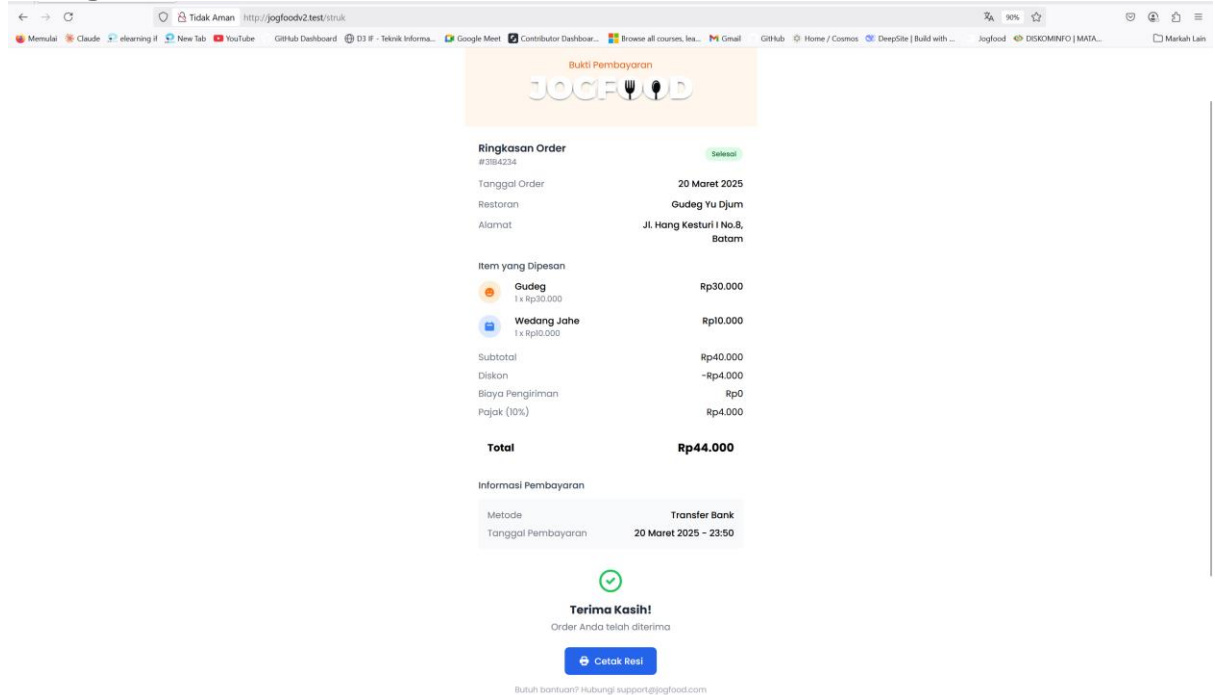 Tidak Aman http://jogfoodv2.test/struk 90%
Memulai Claude elearning if New Tab YouTube GitHub Dashboard D3 IF - Teknik Informa... Google Meet Contributor Dashboar... Browse all courses, lea... Gmail GitHub Home / Cosmos DeepSite | Build with ... Jogfood DISKOMINFO | MATA... Markah Lain
Bukti Pembayaran
JOGFOOD
Ringkasan Order
#31B4234
Selesai
Tanggal Order 20 Maret 2025
Restoran Gudeg Yu Djum
Alamat Jl. Hang Kesturi I No.8,
Batam
Item yang Dipesan
Gudeg Rp30.000
1 x Rp30.000
Wedang Jahe Rp10.000
1 x Rp10.000
Subtotal Rp40.000
Diskon -Rp4.000
Biaya Pengiriman Rp0
Pajak (10%) Rp4.000
Total Rp44.000
Informasi Pembayaran
Metode Transfer Bank
Tanggal Pembayaran 20 Maret 2025 - 23:50
Terima Kasih!
Order Anda telah diterima
Cetak Resi
Butuh bantuan? Hubungi support@jogfood.com